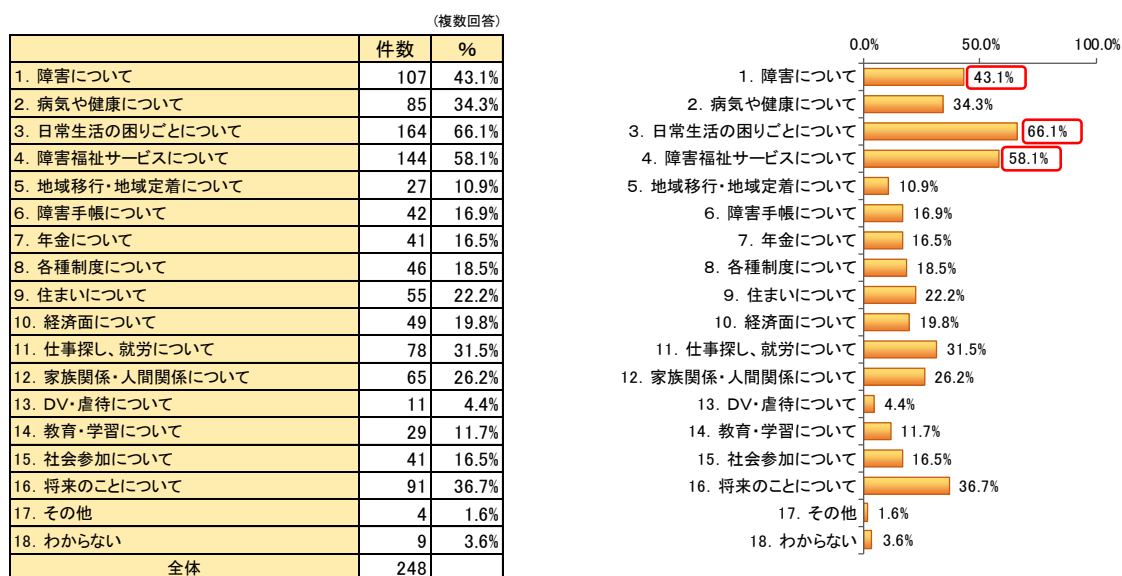 (複数回答)
件数 %
1. 障害について 107 43.1%
2. 病気や健康について 85 34.3%
3. 日常生活の困りごとについて 164 66.1%
4. 障害福祉サービスについて 144 58.1%
5. 地域移行・地域定着について 27 10.9%
6. 障害手帳について 42 16.9%
7. 年金について 41 16.5%
8. 各種制度について 46 18.5%
9. 住まいについて 55 22.2%
10. 経済面について 49 19.8%
11. 仕事探し、就労について 78 31.5%
12. 家族関係・人間関係について 65 26.2%
13. DV・虐待について 11 4.4%
14. 教育・学習について 29 11.7%
15. 社会参加について 41 16.5%
16. 将来のことについて 91 36.7%
17. その他 4 1.6%
18. わからない 9 3.6%
全体 248
0.0% 50.0% 100.0%
1. 障害について 43.1%
2. 病気や健康について 34.3%
3. 日常生活の困りごとについて 66.1%
4. 障害福祉サービスについて 58.1%
5. 地域移行・地域定着について 10.9%
6. 障害手帳について 16.9%
7. 年金について 16.5%
8. 各種制度について 18.5%
9. 住まいについて 22.2%
10. 経済面について 19.8%
11. 仕事探し、就労について 31.5%
12. 家族関係・人間関係について 26.2%
13. DV・虐待について 4.4%
14. 教育・学習について 11.7%
15. 社会参加について 16.5%
16. 将来のことについて 36.7%
17. その他 1.6%
18. わからない 3.6%